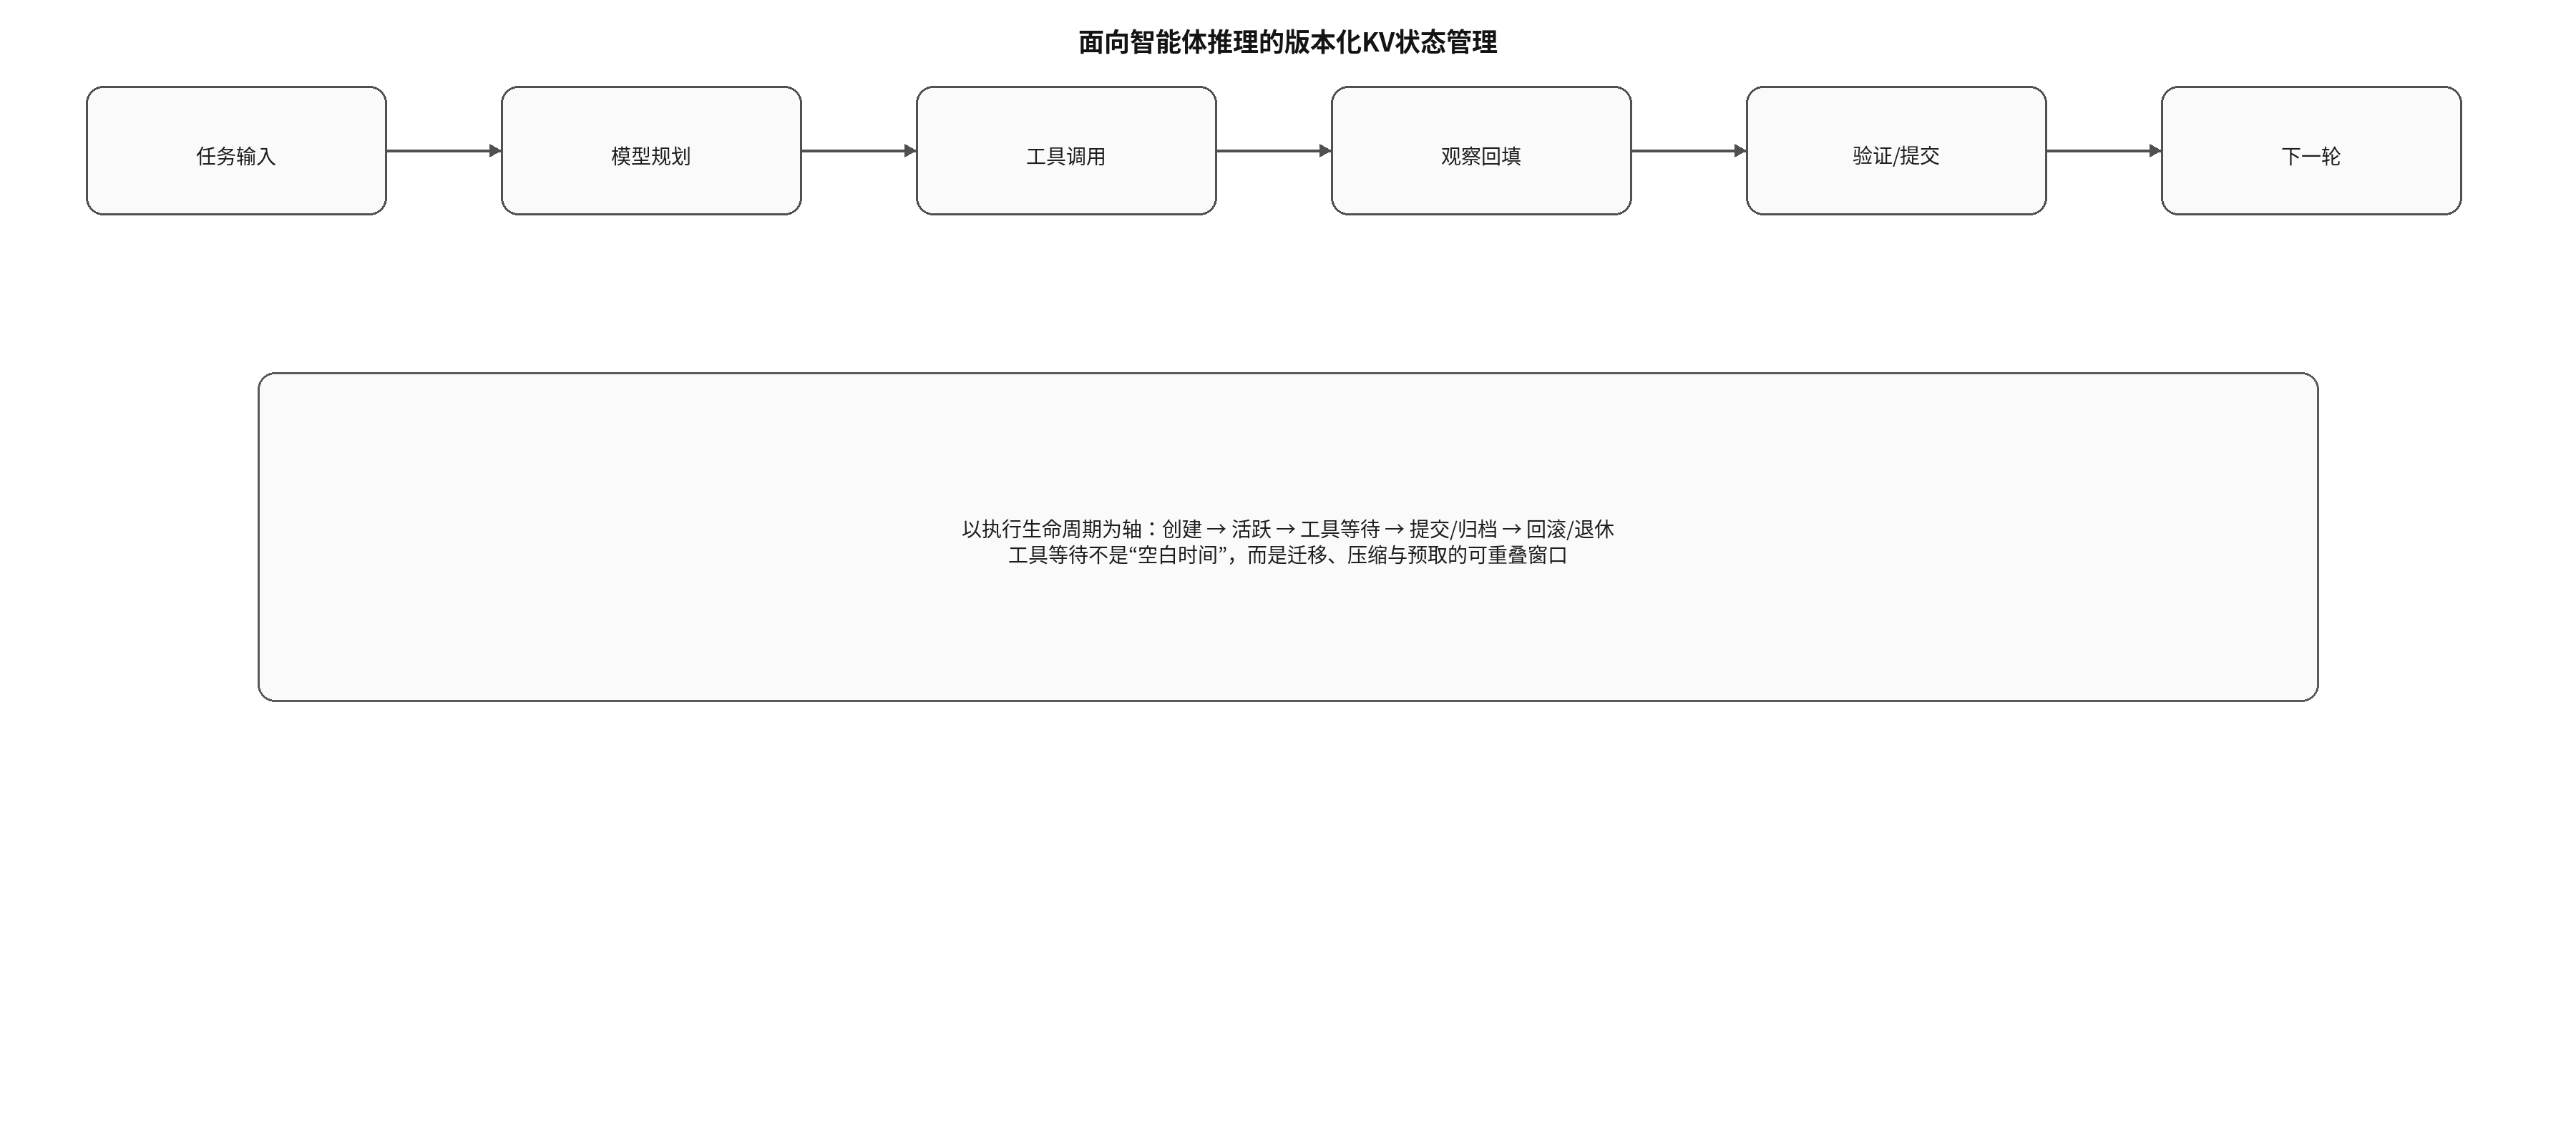 面向智能体推理的版本化KV状态管理
任务输入
模型规划
工具调用
观察回填
验证/提交
下一轮
以执行生命周期为轴：创建 → 活跃 → 工具等待 → 提交/归档 → 回滚/退休
工具等待不是“空白时间”，而是迁移、压缩与预取的可重叠窗口